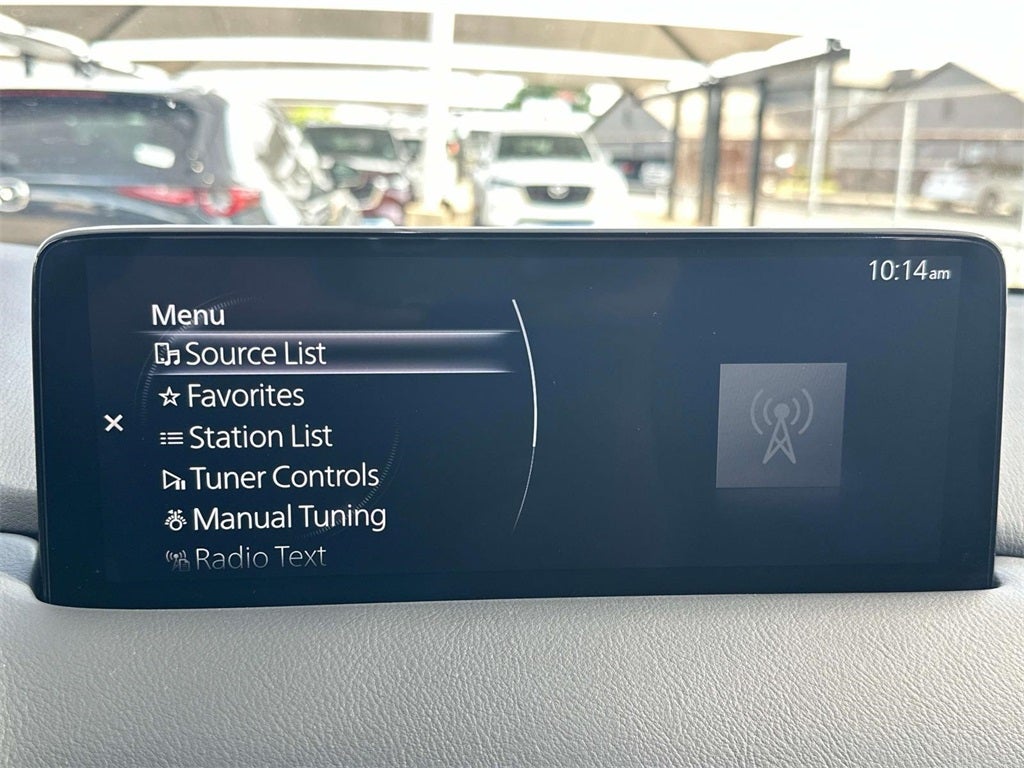 10:14am
Menu
Source List
Favorites
Station List
Tuner Controls
Manual Tuning
Radio Text